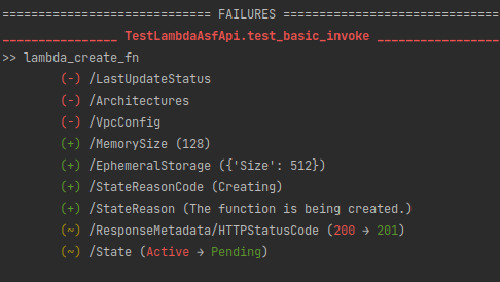 ============================ FAILURES =============================
________________ TestLambdaAsfApi.test_basic_invoke _________________
>> lambda_create_fn
(-) /LastUpdateStatus
(-) /Architectures
(-) /VpcConfig
(+) /MemorySize (128)
(+) /EphemeralStorage ({'Size': 512})
(+) /StateReasonCode (Creating)
(+) /StateReason (The function is being created.)
(~) /ResponseMetadata/HTTPStatusCode (200 → 201)
(~) /State (Active → Pending)